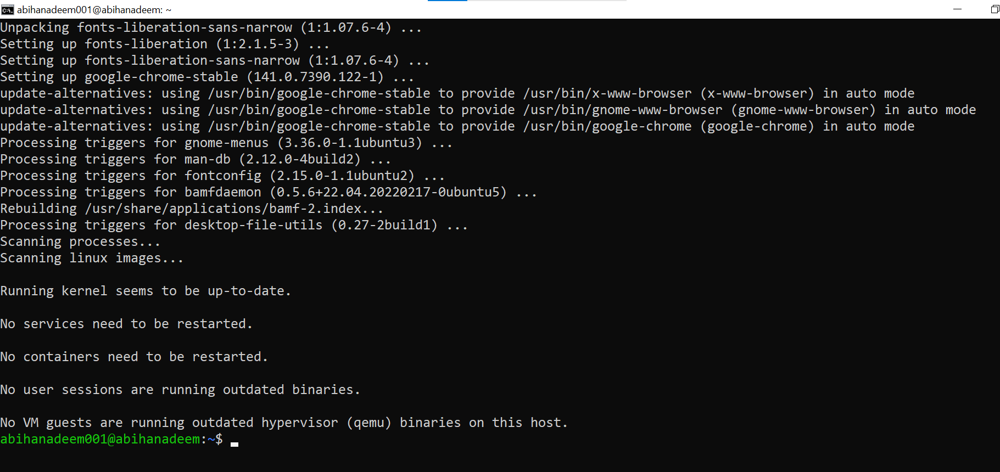 abihanadeem001@abihanadeem: ~
Unpacking fonts-liberation-sans-narrow (1:1.07.6-4) ...
Setting up fonts-liberation (1:2.1.5-3) ...
Setting up fonts-liberation-sans-narrow (1:1.07.6-4) ...
Setting up google-chrome-stable (141.0.7390.122-1) ...
update-alternatives: using /usr/bin/google-chrome-stable to provide /usr/bin/x-www-browser (x-www-browser) in auto mode
update-alternatives: using /usr/bin/google-chrome-stable to provide /usr/bin/gnome-www-browser (gnome-www-browser) in auto mode
update-alternatives: using /usr/bin/google-chrome-stable to provide /usr/bin/google-chrome (google-chrome) in auto mode
Processing triggers for gnome-menus (3.36.0-1.1ubuntu3) ...
Processing triggers for man-db (2.12.0-4build2) ...
Processing triggers for fontconfig (2.15.0-1.1ubuntu2) ...
Processing triggers for bamfdaemon (0.5.6+22.04.20220217-0ubuntu5) ...
Rebuilding /usr/share/applications/bamf-2.index...
Processing triggers for desktop-file-utils (0.27-2build1) ...
Scanning processes...
Scanning linux images...
Running kernel seems to be up-to-date.
No services need to be restarted.
No containers need to be restarted.
No user sessions are running outdated binaries.
No VM guests are running outdated hypervisor (qemu) binaries on this host.
abihanadeem001@abihanadeem:~$